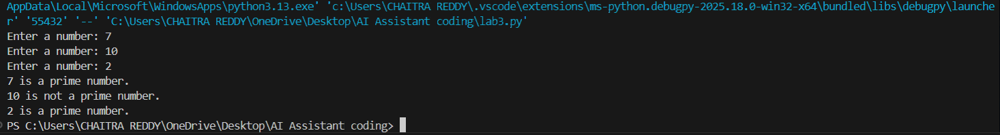 AppData\Local\Microsoft\WindowsApps\python3.13.exe' 'c:\Users\CHAITRA REDDY\.vscode\extensions\ms-python.debugpy-2025.18.0-win32-x64\bundled\libs\debugpy\launche
r' '55432' '--' 'C:\Users\CHAITRA REDDY\OneDrive\Desktop\AI Assistant coding\lab3.py'
Enter a number: 7
Enter a number: 10
Enter a number: 2
7 is a prime number.
10 is not a prime number.
2 is a prime number.
PS C:\Users\CHAITRA REDDY\OneDrive\Desktop\AI Assistant coding>